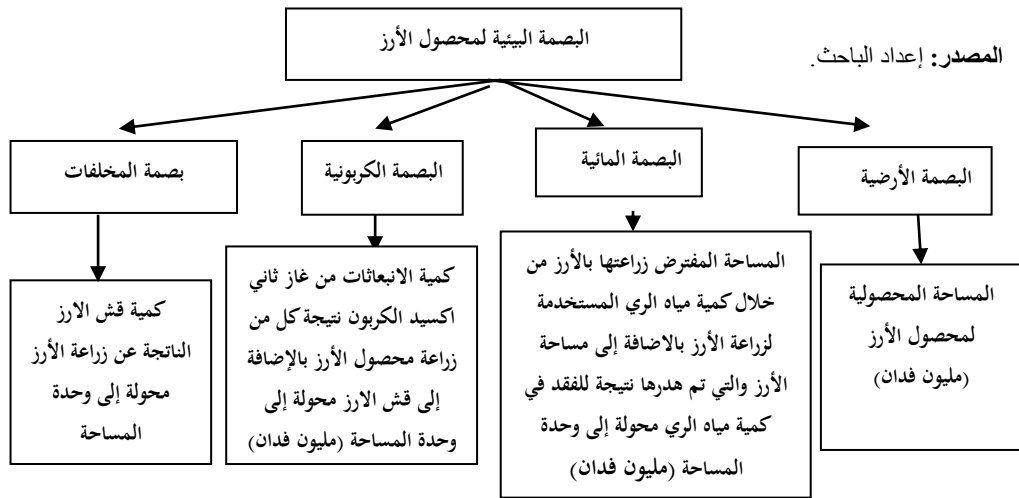 البصمة البيئية لمحصول الأرز
المصدر: إعداد الباحث.
البصمة الأرضية
البصمة المائية
البصمة الكربونية
بصمة المخلفات
المساحة المحصولية
لمحصول الأرز
(مليون فدان)
المساحة المفترض زراعتها بالأرز من
خلال كمية مياه الري المستخدمة
لزراعة الأرز بالاضافة إلى مساحة
الأرز والتي تم هدرها نتيجة للفقد في
كمية مياه الري محولة إلى وحدة
المساحة (مليون فدان)
كمية الانبعاثات من غاز ثاني
اكسيد الكربون نتيجة كل من
زراعة محصول الأرز بالإضافة
إلى قش الارز محولة إلى
وحدة المساحة (مليون فدان)
كمية قش الارز
الناتجة عن زراعة الأرز
محولة إلى وحدة
المساحة